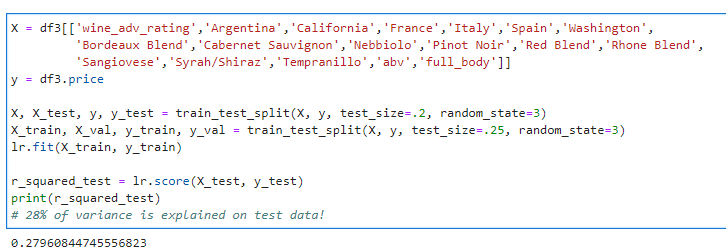 X = df3[['wine_adv_rating','Argentina','California','France','Italy','Spain','Washington',
'Bordeaux Blend','Cabernet Sauvignon','Nebbiolo','Pinot Noir','Red Blend','Rhone Blend',
'Sangiovese','Syrah/Shiraz','Tempranillo','abv','full_body']]
y = df3.price
X, X_test, y, y_test = train_test_split(X, y, test_size=.2, random_state=3)
X_train, X_val, y_train, y_val = train_test_split(X, y, test_size=.25, random_state=3)
lr.fit(X_train, y_train)
r_squared_test = lr.score(X_test, y_test)
print(r_squared_test)
# 28% of variance is explained on test data!
0.27960844745556823